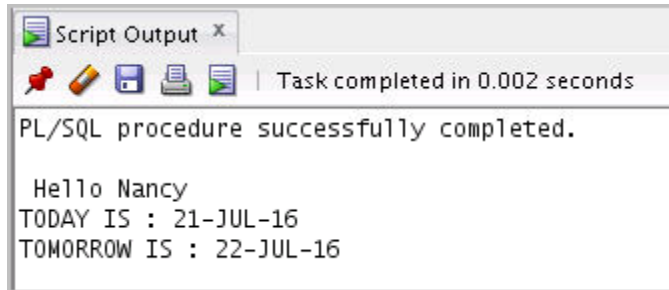 Script Output x
Task completed in 0.002 seconds
PL/SQL procedure successfully completed.
Hello Nancy
TODAY IS : 21-JUL-16
TOMORROW IS : 22-JUL-16